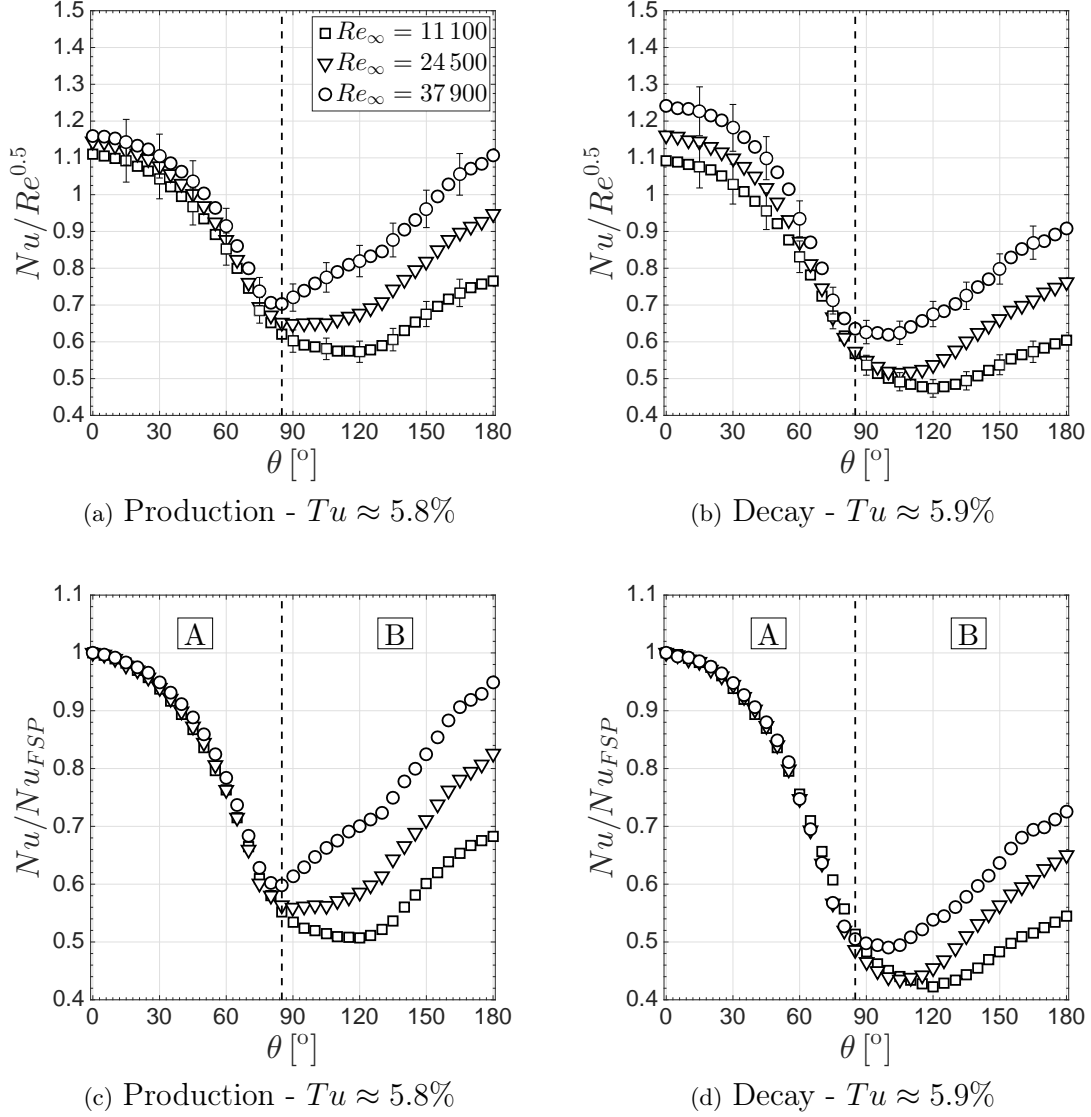 1.5
1.4
1.3
1.2
1.1
1
0.9
0.8
0.7
0.6
0.5
0.4
Nu/Re^0.5
Re∞ = 11 100
Re∞ = 24 500
Re∞ = 37 900
0 30 60 90 120 150 180
θ [°]
(a) Production - Tu ≈ 5.8%
1.5
1.4
1.3
1.2
1.1
1
0.9
0.8
0.7
0.6
0.5
0.4
Nu/Re^0.5
0 30 60 90 120 150 180
θ [°]
(b) Decay - Tu ≈ 5.9%
1.1
1
0.9
0.8
0.7
0.6
0.5
0.4
Nu/Nu_FSP
A B
0 30 60 90 120 150 180
θ [°]
(c) Production - Tu ≈ 5.8%
1.1
1
0.9
0.8
0.7
0.6
0.5
0.4
Nu/Nu_FSP
A B
0 30 60 90 120 150 180
θ [°]
(d) Decay - Tu ≈ 5.9%